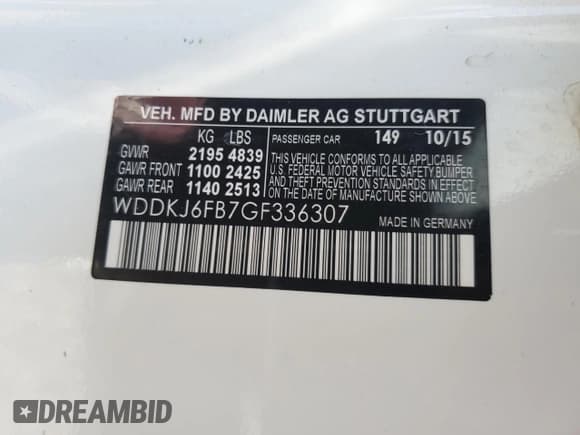 VEH. MFD BY DAIMLER AG STUTTGART
KG LBS PASSENGER CAR 149 10/15
GVWR 2195 4839
GAWR FRONT 1100 2425
GAWR REAR 1140 2513
THIS VEHICLE CONFORMS TO ALL APPLICABLE
U.S. FEDERAL MOTOR VEHICLE SAFETY BUMPER
AND THEFT PREVENTION STANDARDS IN EFFECT
ON THE DATE OF MANUFACTURE SHOWN ABOVE
WDDKJ6FB7GF336307 MADE IN GERMANY
DREAMBID